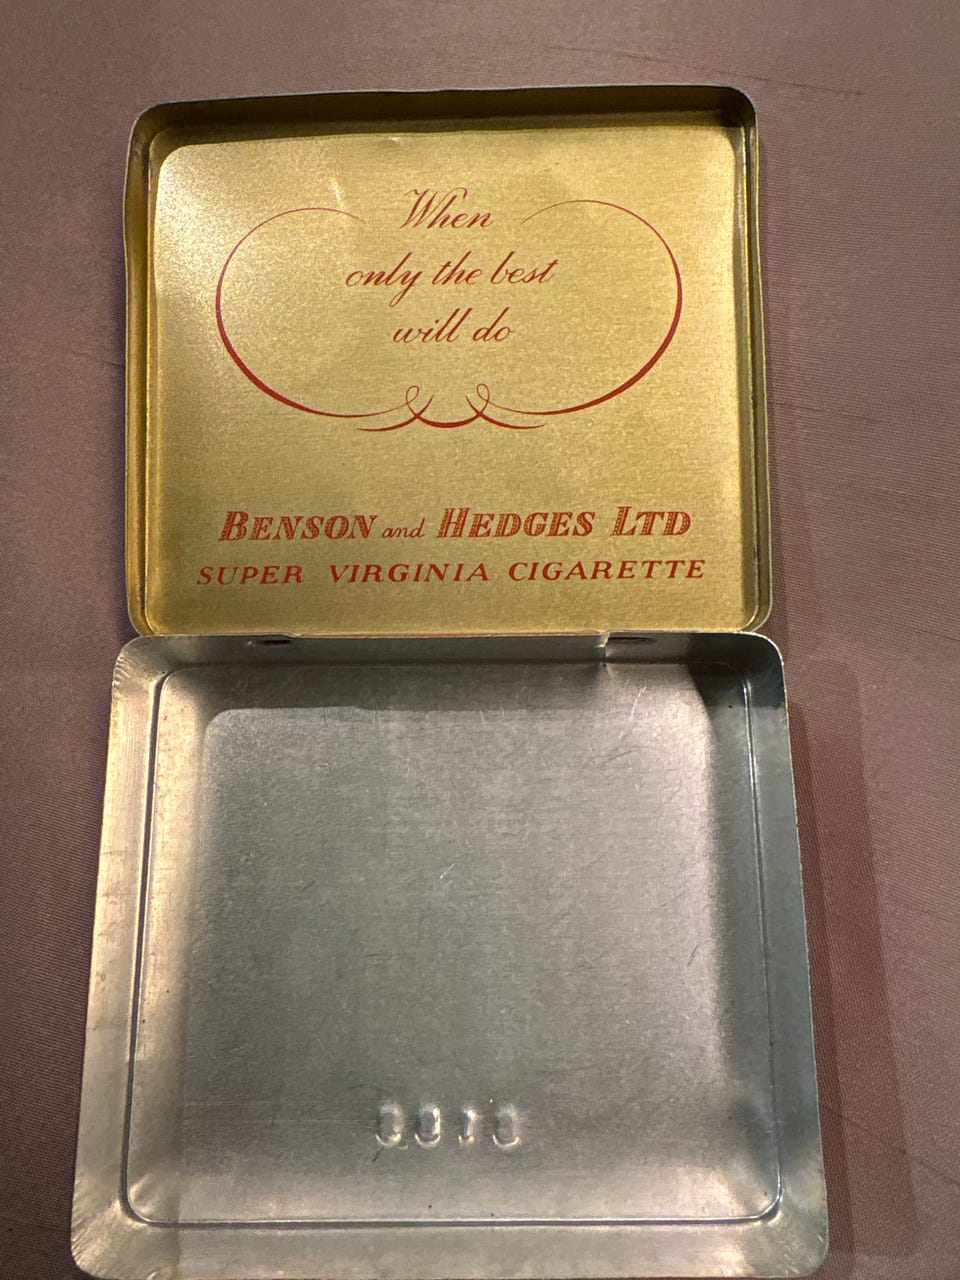 When
only the best
will do
BENSON and HEDGES LTD
SUPER VIRGINIA CIGARETTE